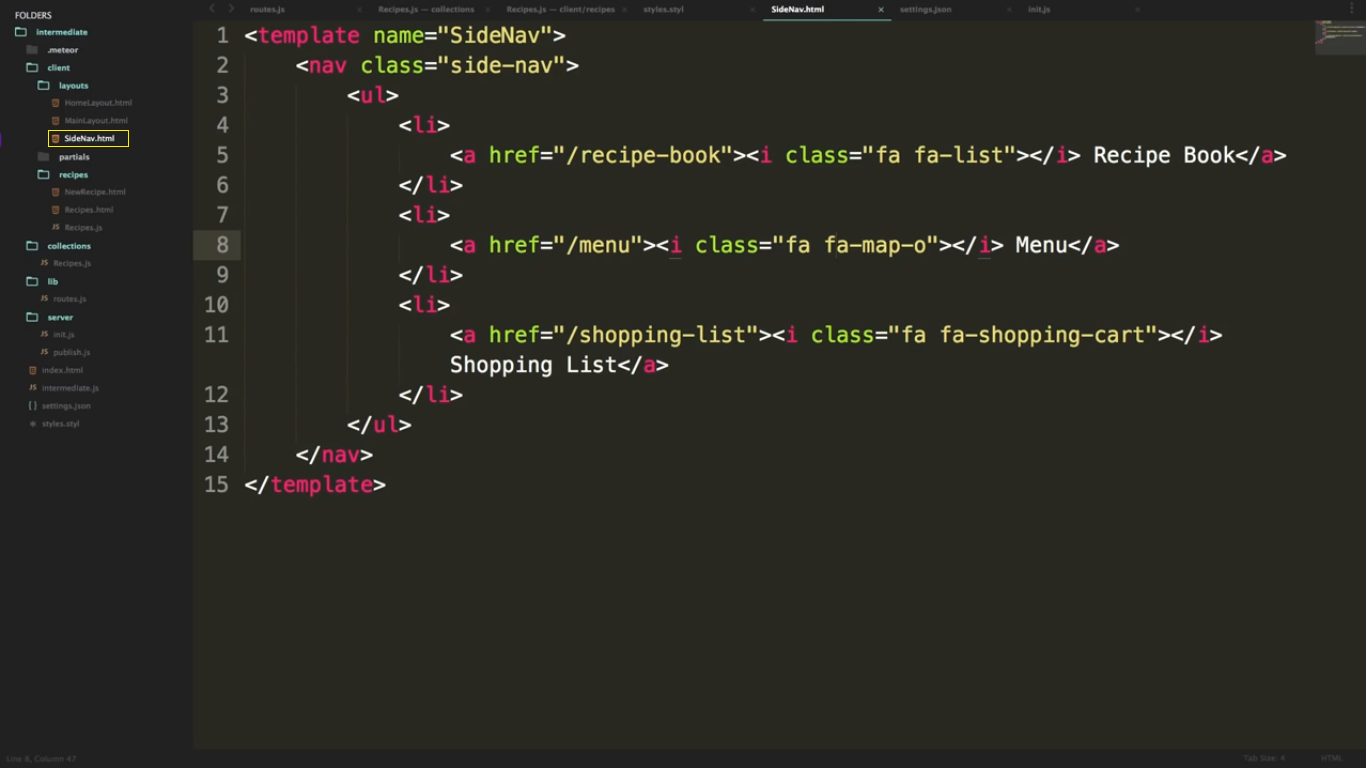 FOLDERS
intermediate
.meteor
client
layouts
HomeLayout.html
MainLayout.html
SideNav.html
partials
recipes
NewRecipe.html
Recipes.html
Recipes.js
collections
JS Recipes.js
lib
JS routes.js
server
JS init.js
JS publish.js
index.html
JS intermediate.js
{} settings.json
styles.styl
routes.js × Recipes.js — collections × Recipes.js — client/recipes × styles.styl × SideNav.html × settings.json × init.js ×
1 <template name="SideNav">
2 <nav class="side-nav">
3 <ul>
4 <li>
5 <a href="/recipe-book"><i class="fa fa-list"></i> Recipe Book</a>
6 </li>
7 <li>
8 <a href="/menu"><i class="fa fa-map-o"></i> Menu</a>
9 </li>
10 <li>
11 <a href="/shopping-list"><i class="fa fa-shopping-cart"></i>
Shopping List</a>
12 </li>
13 </ul>
14 </nav>
15 </template>
Line 8, Column 47
Tab Size: 4 HTML